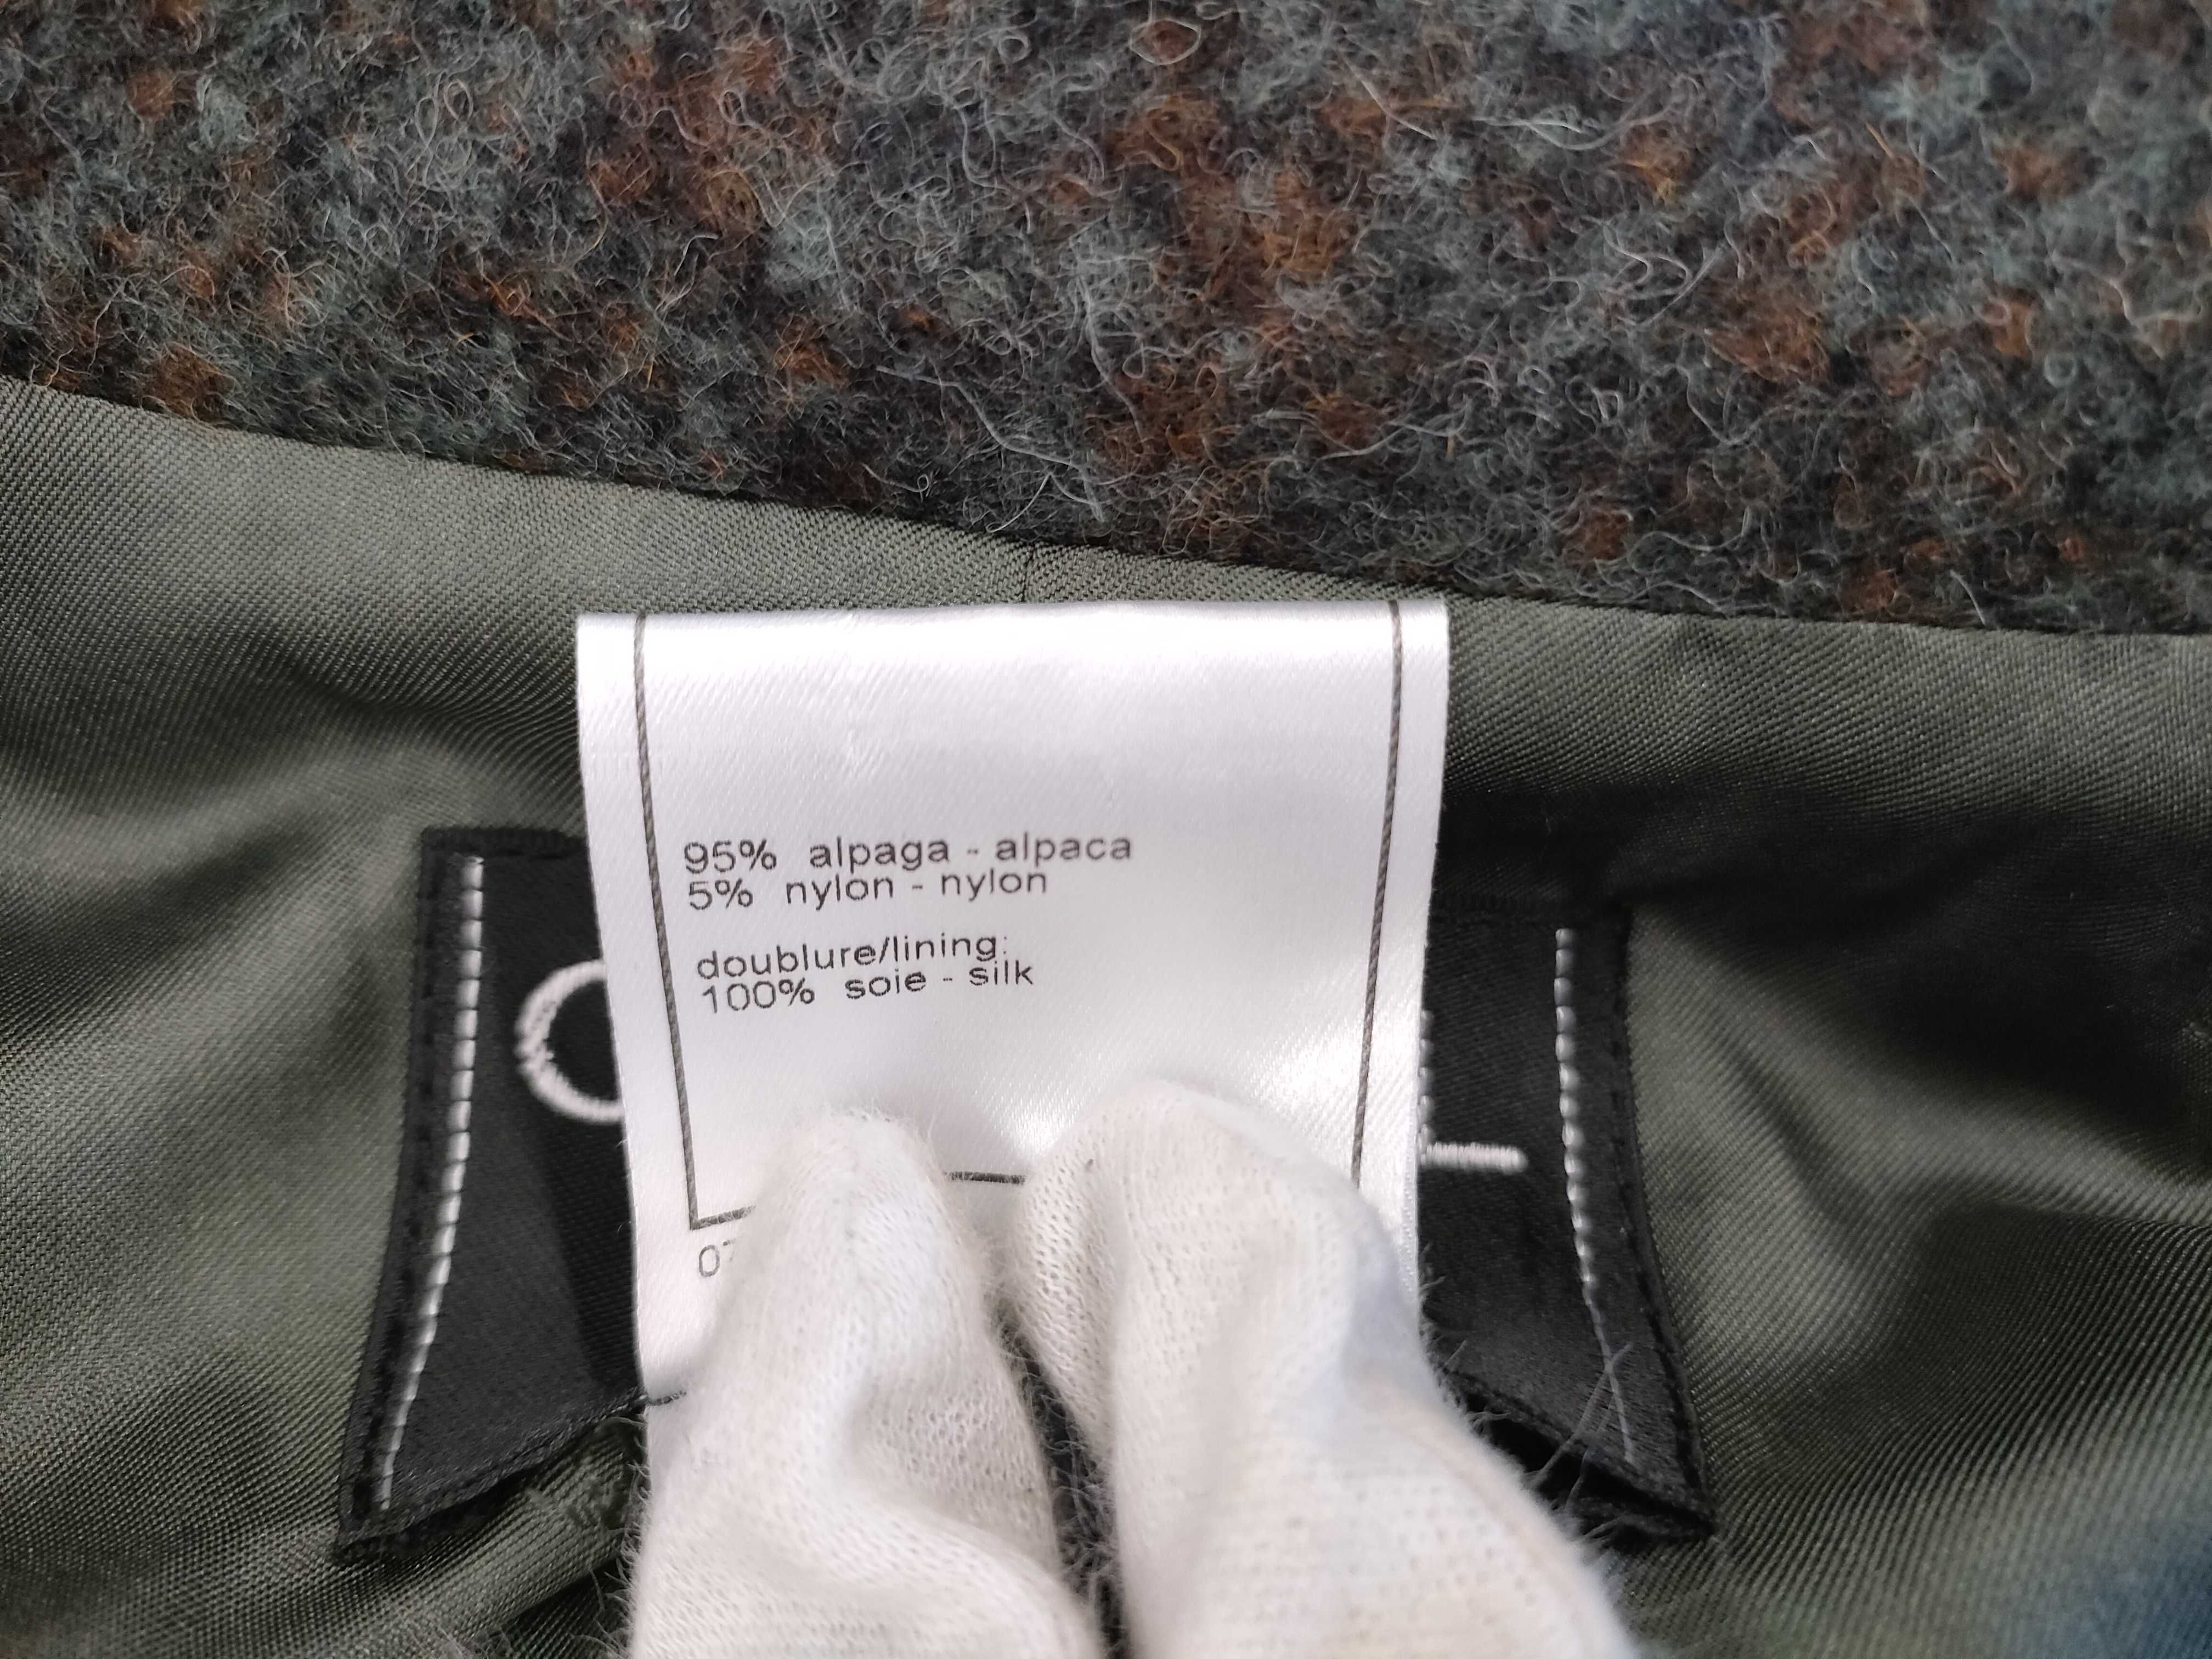 95% alpaga - alpaca
5% nylon - nylon
doublure/lining:
100% soie - silk